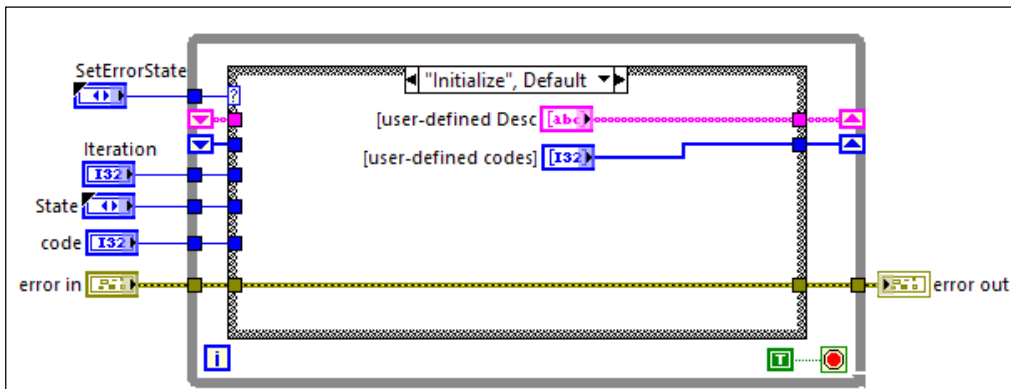 SetErrorState
"Initialize", Default
?
[user-defined Desc
[abc]
Iteration
[user-defined codes]
[I32]
I32
State
code
I32
error in
error out
i
T